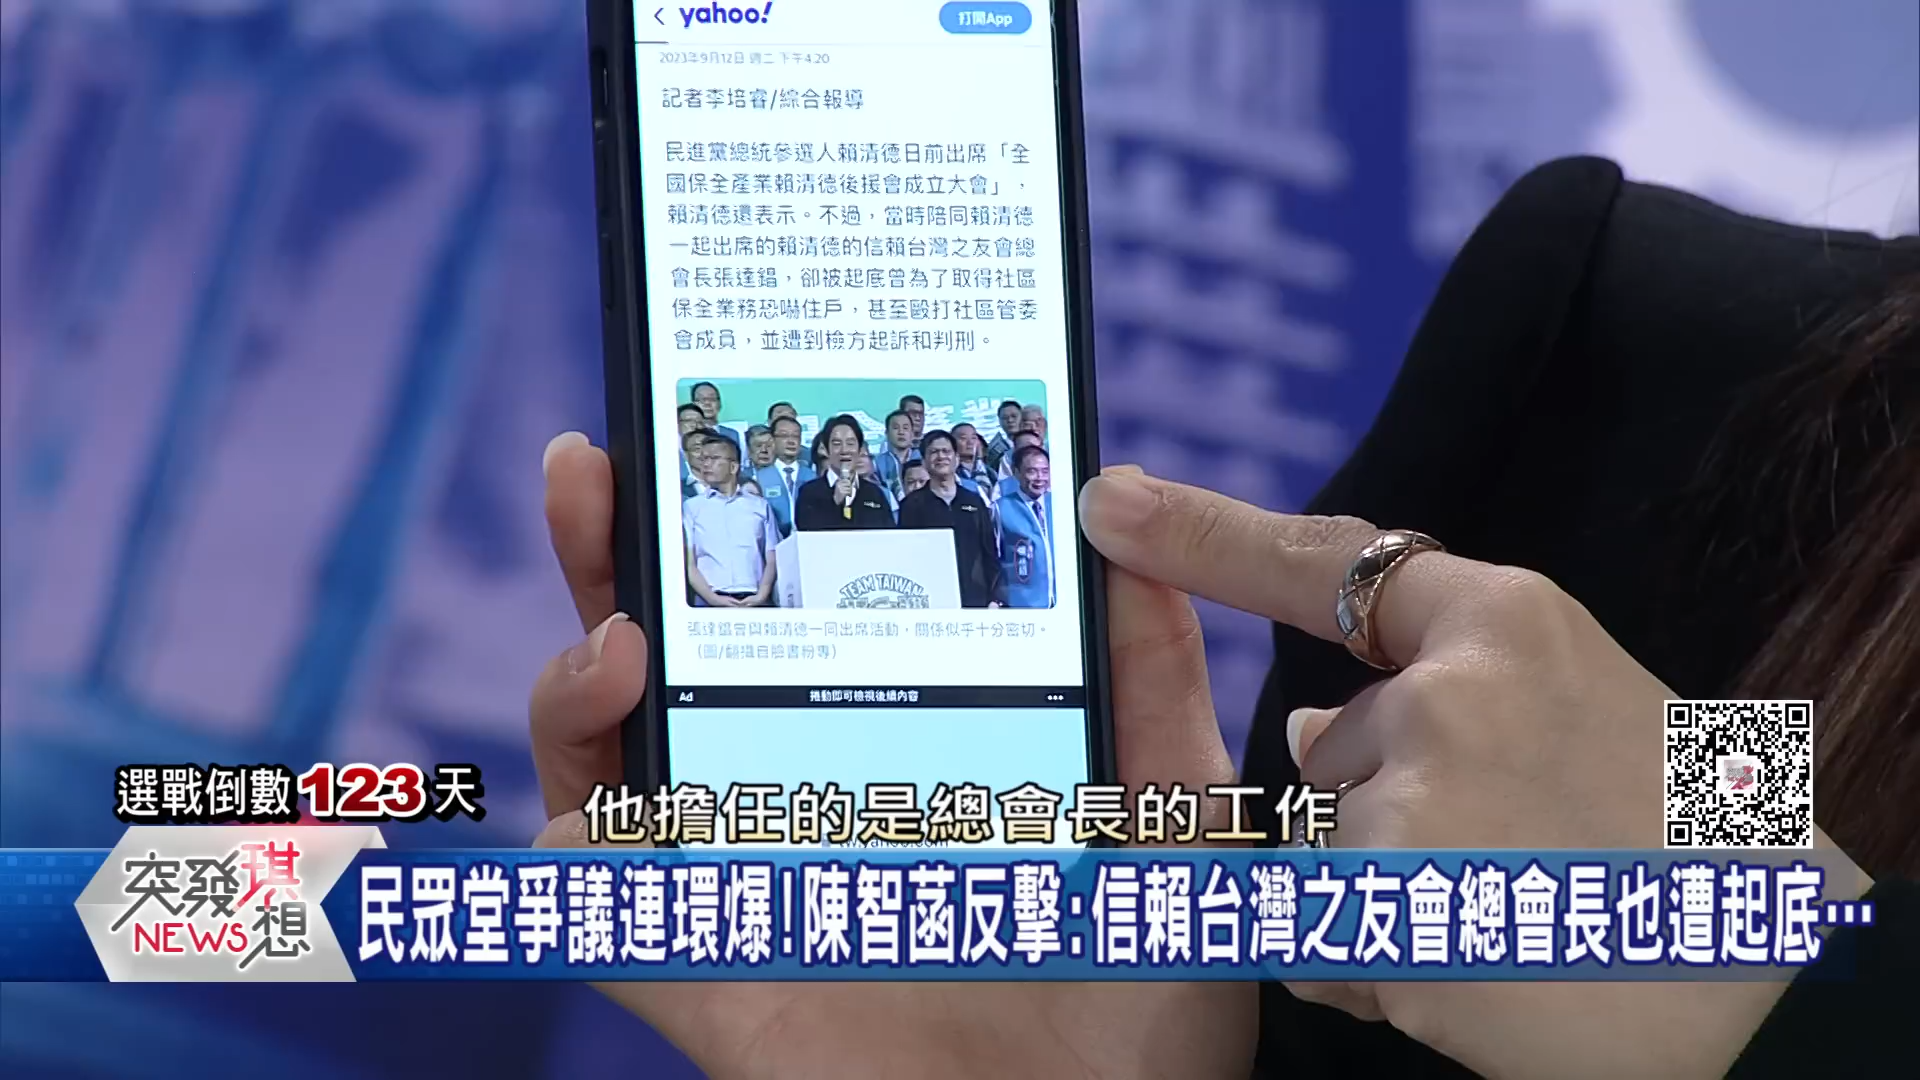 yahoo!
打開App
2023年9月12日 週二 下午4:20
記者李培睿/綜合報導
民進黨總統參選人賴清德日前出席「全
國保全產業賴清德後援會成立大會」，
賴清德還表示。不過，當時陪同賴清德
一起出席的賴清德的信賴台灣之友會總
會長張達錩，卻被起底曾為了取得社區
保全業務恐嚇住戶，甚至毆打社區管委
會成員，並遭到檢方起訴和判刑。
TEAM TAIWAN
張達錩會與賴清德一同出席活動，關係似乎十分密切。
（圖/翻攝自臉書粉專）
Ad
捲動即可檢視後續內容
選戰倒數123天
他擔任的是總會長的工作
突發琪想
NEWS
民眾堂爭議連環爆!陳智菡反擊:信賴台灣之友會總會長也遭起底…